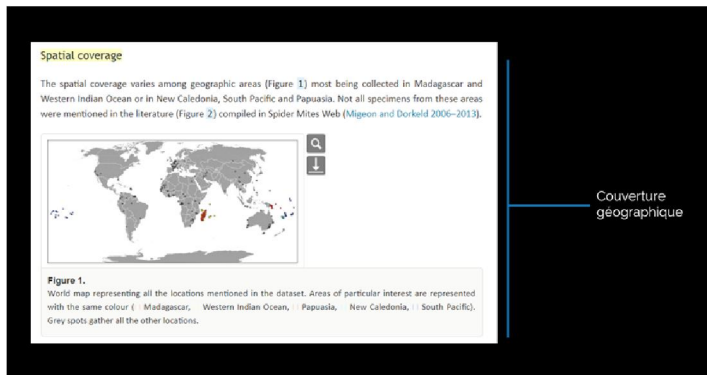 Spatial coverage
The spatial coverage varies among geographic areas (Figure 1) most being collected in Madagascar and
Western Indian Ocean or in New Caledonia, South Pacific and Papuasia. Not all specimens from these areas
were mentioned in the literature (Figure 2) compiled in Spider Mites Web (Migeon and Dorkeld 2006–2013).
Figure 1.
World map representing all the locations mentioned in the dataset. Areas of particular interest are represented
with the same colour ( Madagascar, Western Indian Ocean, Papuasia, New Caledonia, South Pacific).
Grey spots gather all the other locations.
Couverture
géographique